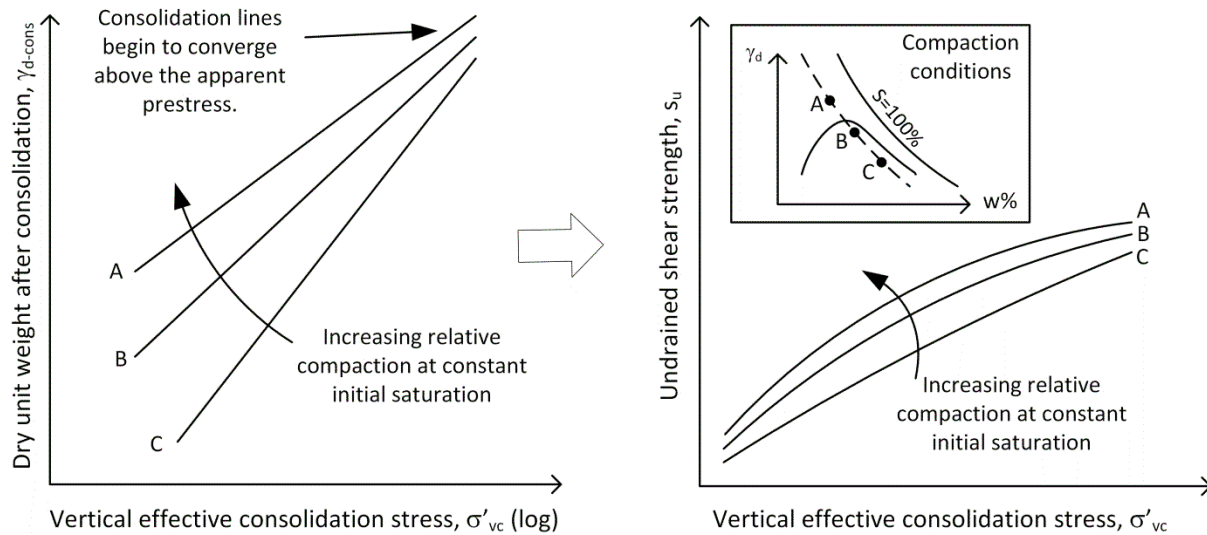 Dry unit weight after consolidation, γd-cons
Consolidation lines
begin to converge
above the apparent
prestress.
A
B
C
Increasing relative
compaction at constant
initial saturation
Vertical effective consolidation stress, σ'vc (log)
Undrained shear strength, su
Compaction
conditions
γd
S=100%
A
B
C
w%
A
B
C
Increasing relative
compaction at constant
initial saturation
Vertical effective consolidation stress, σ'vc